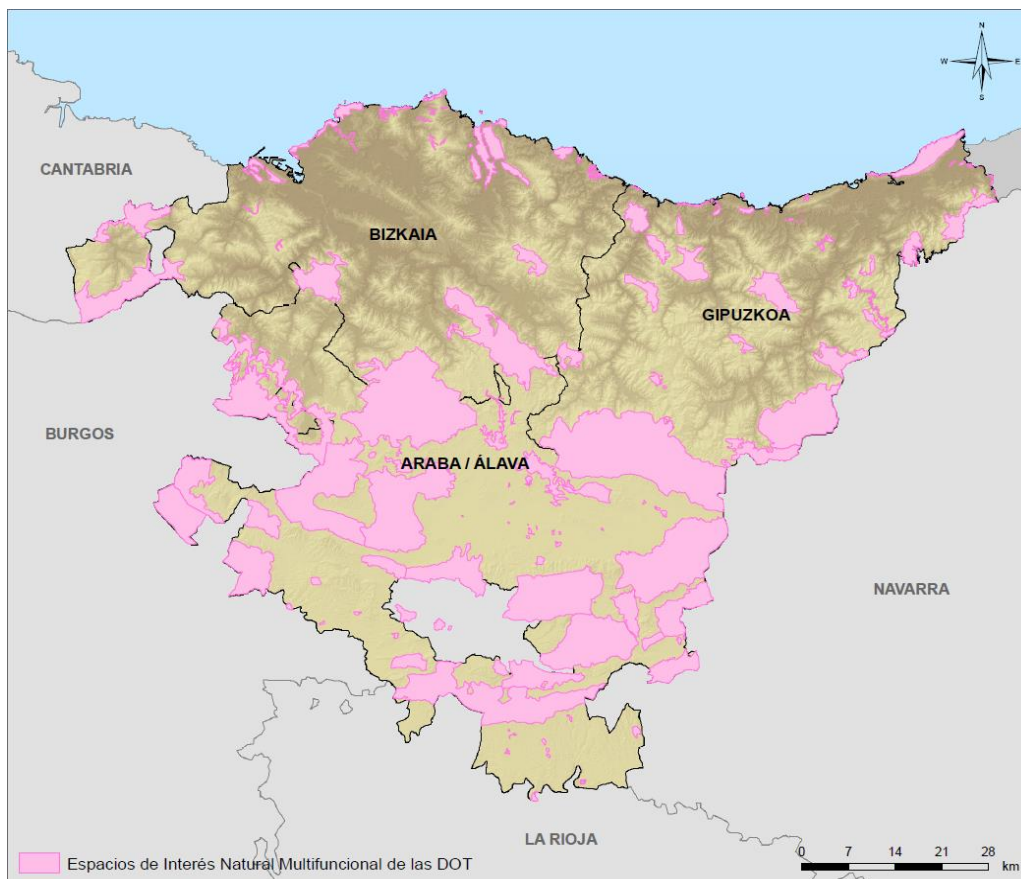 N
W E
S
CANTABRIA
BIZKAIA
GIPUZKOA
BURGOS
ARABA / ÁLAVA
NAVARRA
LA RIOJA
Espacios de Interés Natural Multifuncional de las DOT
0 7 14 21 28
km